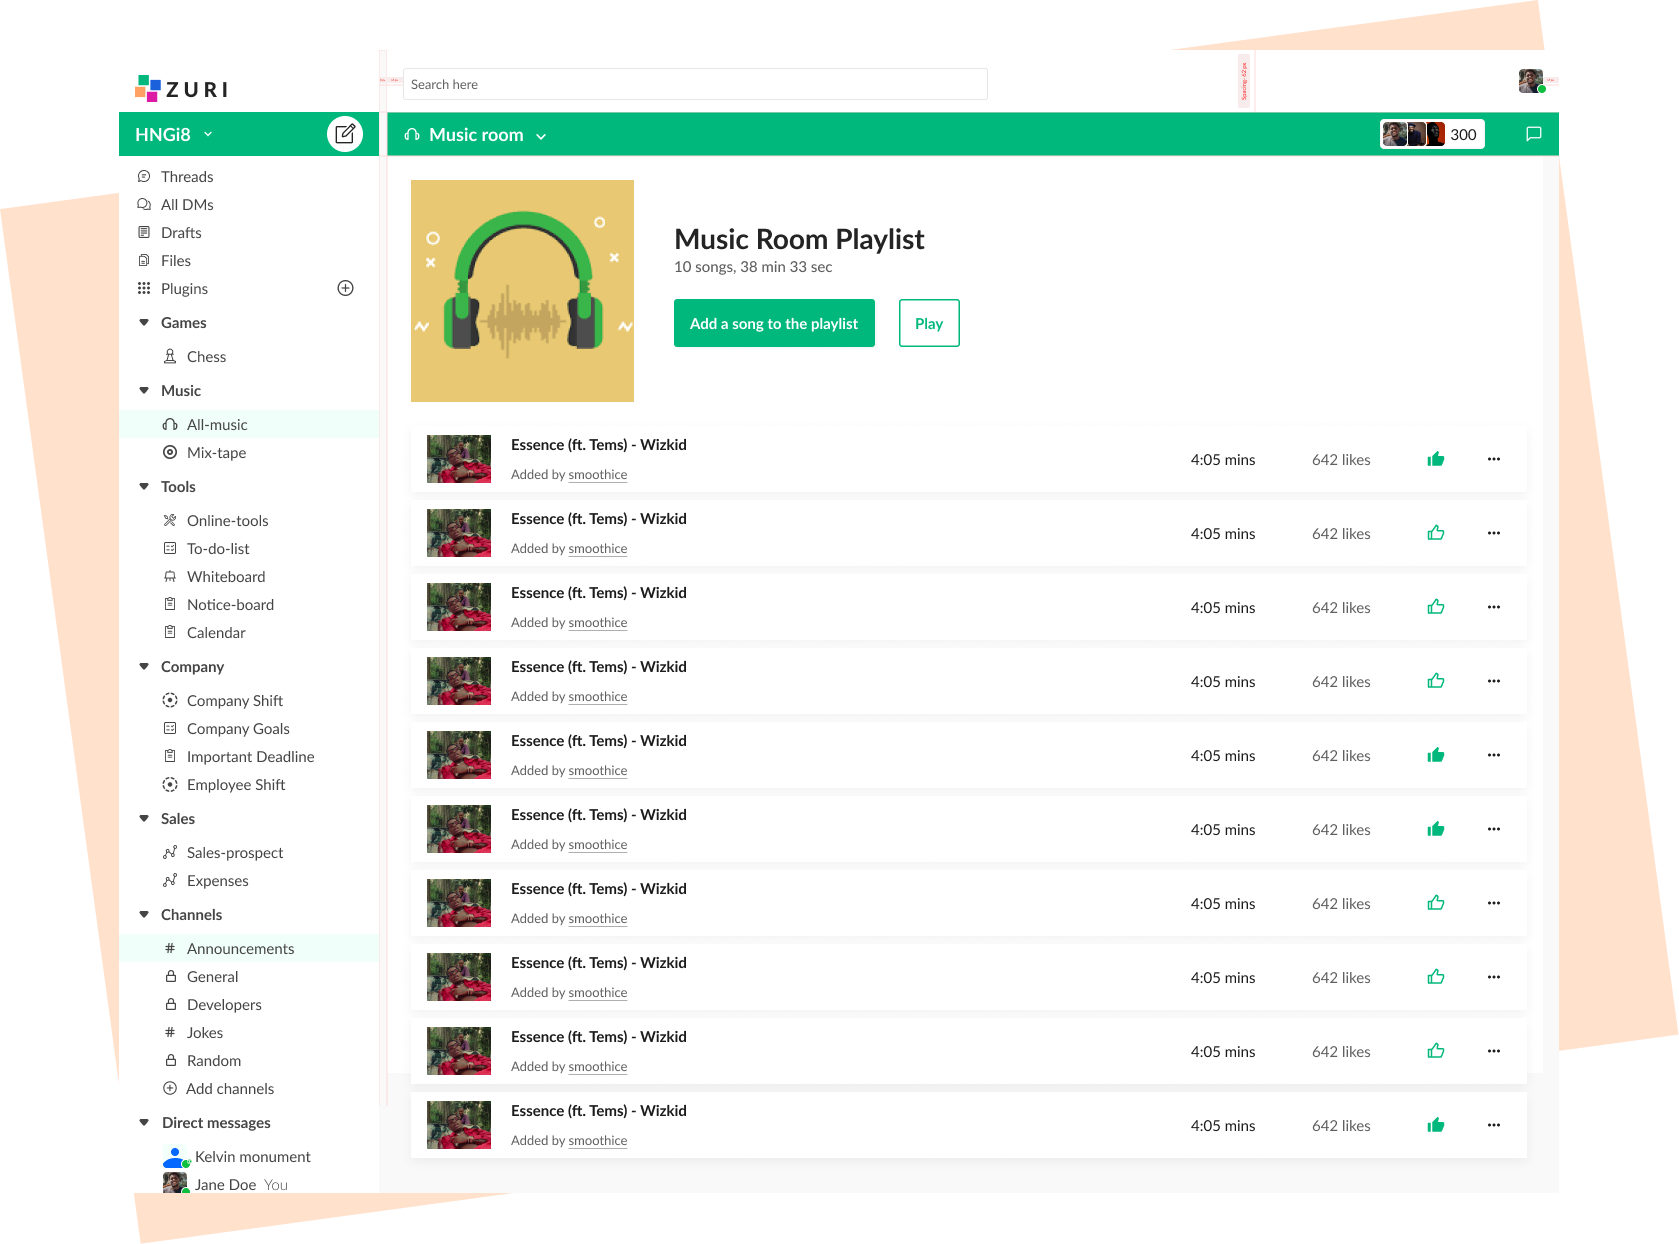 ZURI
Search here
Spacing-62px
HNGi8
Music room
300
Threads
All DMs
Drafts
Files
Plugins
Games
Chess
Music
All-music
Mix-tape
Tools
Online-tools
To-do-list
Whiteboard
Notice-board
Calendar
Company
Company Shift
Company Goals
Important Deadline
Employee Shift
Sales
Sales-prospect
Expenses
Channels
# Announcements
General
Developers
# Jokes
Random
Add channels
Direct messages
Kelvin monument
Jane Doe You
Music Room Playlist
10 songs, 38 min 33 sec
Add a song to the playlist
Play
Essence (ft. Tems) - Wizkid
Added by smoothice
4:05 mins
642 likes
Essence (ft. Tems) - Wizkid
Added by smoothice
4:05 mins
642 likes
Essence (ft. Tems) - Wizkid
Added by smoothice
4:05 mins
642 likes
Essence (ft. Tems) - Wizkid
Added by smoothice
4:05 mins
642 likes
Essence (ft. Tems) - Wizkid
Added by smoothice
4:05 mins
642 likes
Essence (ft. Tems) - Wizkid
Added by smoothice
4:05 mins
642 likes
Essence (ft. Tems) - Wizkid
Added by smoothice
4:05 mins
642 likes
Essence (ft. Tems) - Wizkid
Added by smoothice
4:05 mins
642 likes
Essence (ft. Tems) - Wizkid
Added by smoothice
4:05 mins
642 likes
Essence (ft. Tems) - Wizkid
Added by smoothice
4:05 mins
642 likes